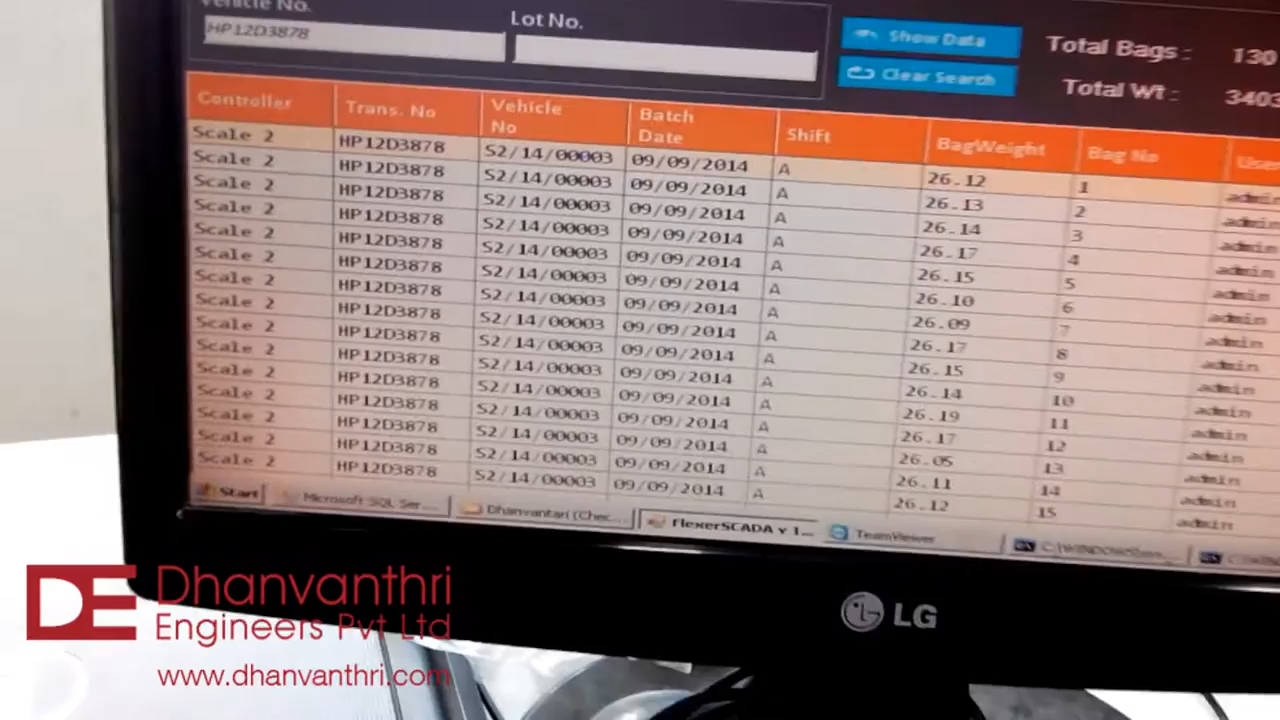 Vehicle No. Lot No.
HP12D3878
Show Data
Clear Search
Total Bags : 130
Total Wt : 3403
Controller Trans. No Vehicle No Batch Date Shift BagWeight Bag No User
Scale 2 HP12D3878 S2/14/00003 09/09/2014 A 26.12 1 admin
Scale 2 HP12D3878 S2/14/00003 09/09/2014 A 26.13 2 admin
Scale 2 HP12D3878 S2/14/00003 09/09/2014 A 26.14 3 admin
Scale 2 HP12D3878 S2/14/00003 09/09/2014 A 26.17 4 admin
Scale 2 HP12D3878 S2/14/00003 09/09/2014 A 26.15 5 admin
Scale 2 HP12D3878 S2/14/00003 09/09/2014 A 26.10 6 admin
Scale 2 HP12D3878 S2/14/00003 09/09/2014 A 26.09 7 admin
Scale 2 HP12D3878 S2/14/00003 09/09/2014 A 26.17 8 admin
Scale 2 HP12D3878 S2/14/00003 09/09/2014 A 26.15 9 admin
Scale 2 HP12D3878 S2/14/00003 09/09/2014 A 26.14 10 admin
Scale 2 HP12D3878 S2/14/00003 09/09/2014 A 26.19 11 admin
Scale 2 HP12D3878 S2/14/00003 09/09/2014 A 26.17 12 admin
Scale 2 HP12D3878 S2/14/00003 09/09/2014 A 26.05 13 admin
Scale 2 HP12D3878 S2/14/00003 09/09/2014 A 26.11 14 admin
Scale 2 HP12D3878 S2/14/00003 09/09/2014 A 26.12 15 admin
Start Microsoft SQL Ser... Dhanvantari (Chec... FlexerSCADA v 1... TeamViewer
LG
DE Dhanvanthri
Engineers Pvt Ltd
www.dhanvanthri.com